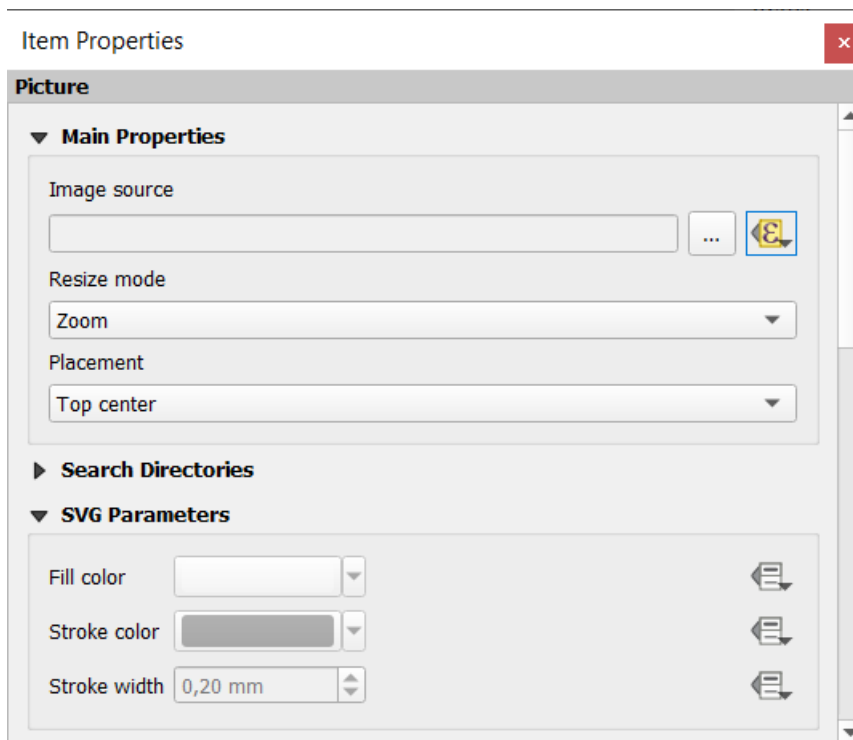 Item Properties
Picture
Main Properties
Image source
...
Resize mode
Zoom
Placement
Top center
Search Directories
SVG Parameters
Fill color
Stroke color
Stroke width 0,20 mm